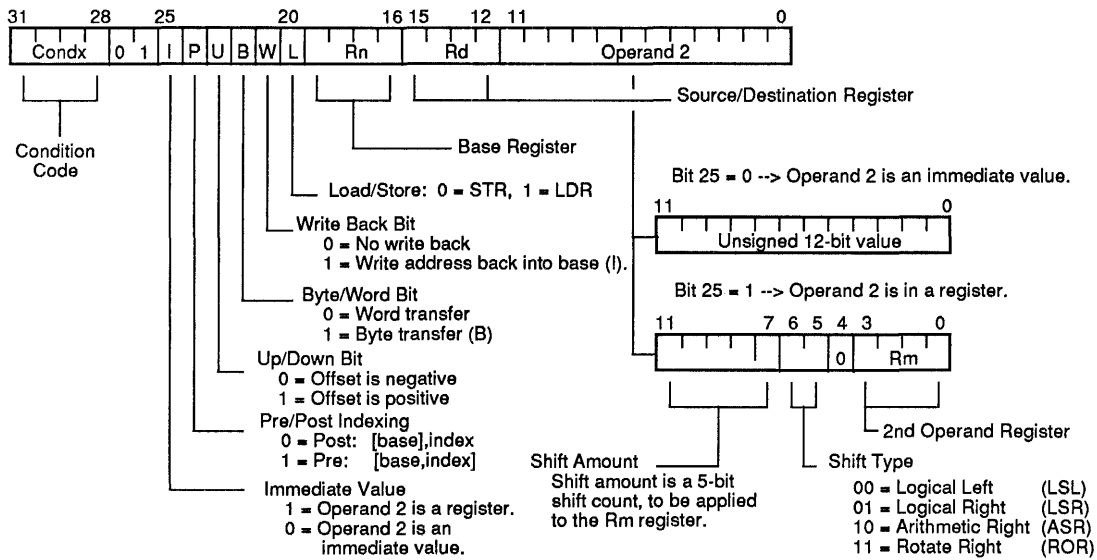 31 28 25 20 16 15 12 11 0
Condx 0 1 I P U B W L Rn Rd Operand 2
Source/Destination Register
Condition
Code
Base Register
Load/Store: 0 = STR, 1 = LDR
Bit 25 = 0 --> Operand 2 is an immediate value.
11 0
Unsigned 12-bit value
Write Back Bit
0 = No write back
1 = Write address back into base (!).
Bit 25 = 1 --> Operand 2 is in a register.
Byte/Word Bit
0 = Word transfer
1 = Byte transfer (B)
11 7 6 5 4 3 0
0 Rm
Up/Down Bit
0 = Offset is negative
1 = Offset is positive
Pre/Post Indexing
0 = Post: [base],index
1 = Pre: [base,index]
2nd Operand Register
Shift Amount
Shift amount is a 5-bit
shift count, to be applied
to the Rm register.
Shift Type
00 = Logical Left (LSL)
01 = Logical Right (LSR)
10 = Arithmetic Right (ASR)
11 = Rotate Right (ROR)
Immediate Value
1 = Operand 2 is a register.
0 = Operand 2 is an
immediate value.